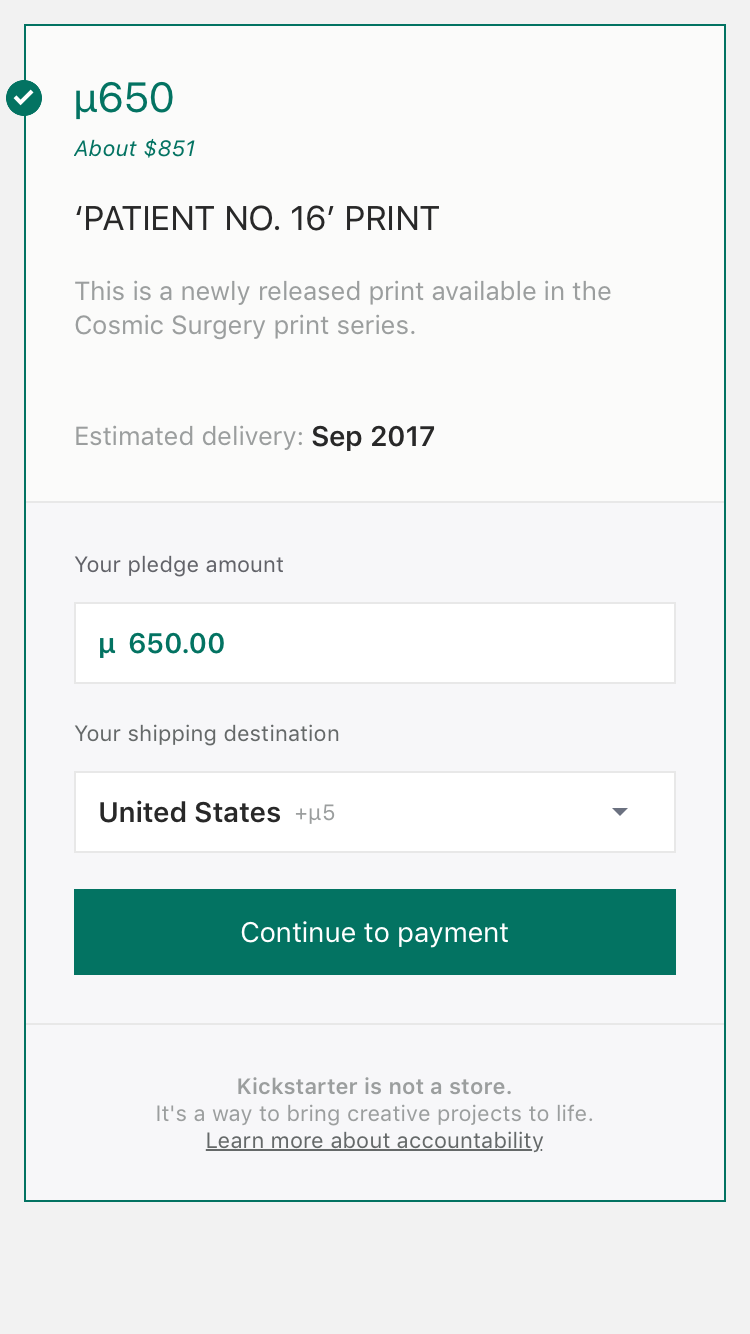 µ650
About $851
‘PATIENT NO. 16’ PRINT
This is a newly released print available in the
Cosmic Surgery print series.
Estimated delivery: Sep 2017
Your pledge amount
µ 650.00
Your shipping destination
United States +µ5
Continue to payment
Kickstarter is not a store.
It's a way to bring creative projects to life.
Learn more about accountability